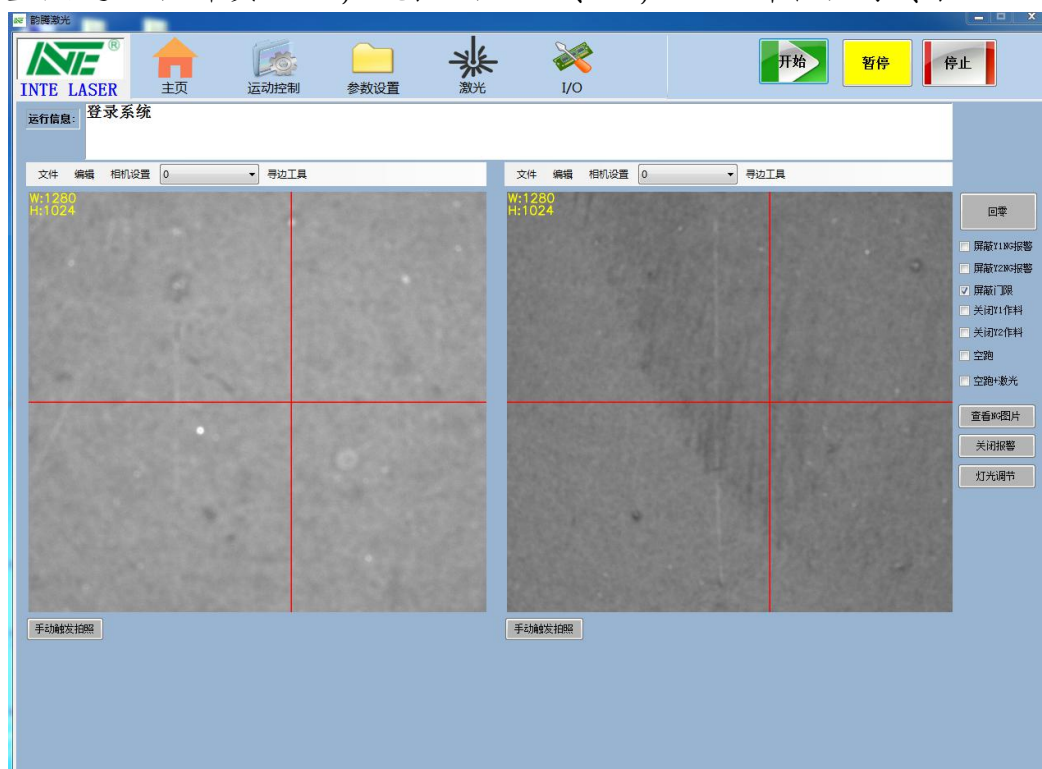 韵腾激光
INTE ®
INTE LASER
主页
运动控制
参数设置
激光
I/O
开始
暂停
停止
运行信息:
登录系统
文件 编辑 相机设置 0 寻边工具
文件 编辑 相机设置 0 寻边工具
W:1280
H:1024
W:1280
H:1024
回零
屏蔽Y1NG报警
屏蔽Y2NG报警
屏蔽门限
关闭Y1作料
关闭Y2作料
空跑
空跑+激光
查看NG图片
关闭报警
灯光调节
手动触发拍照
手动触发拍照